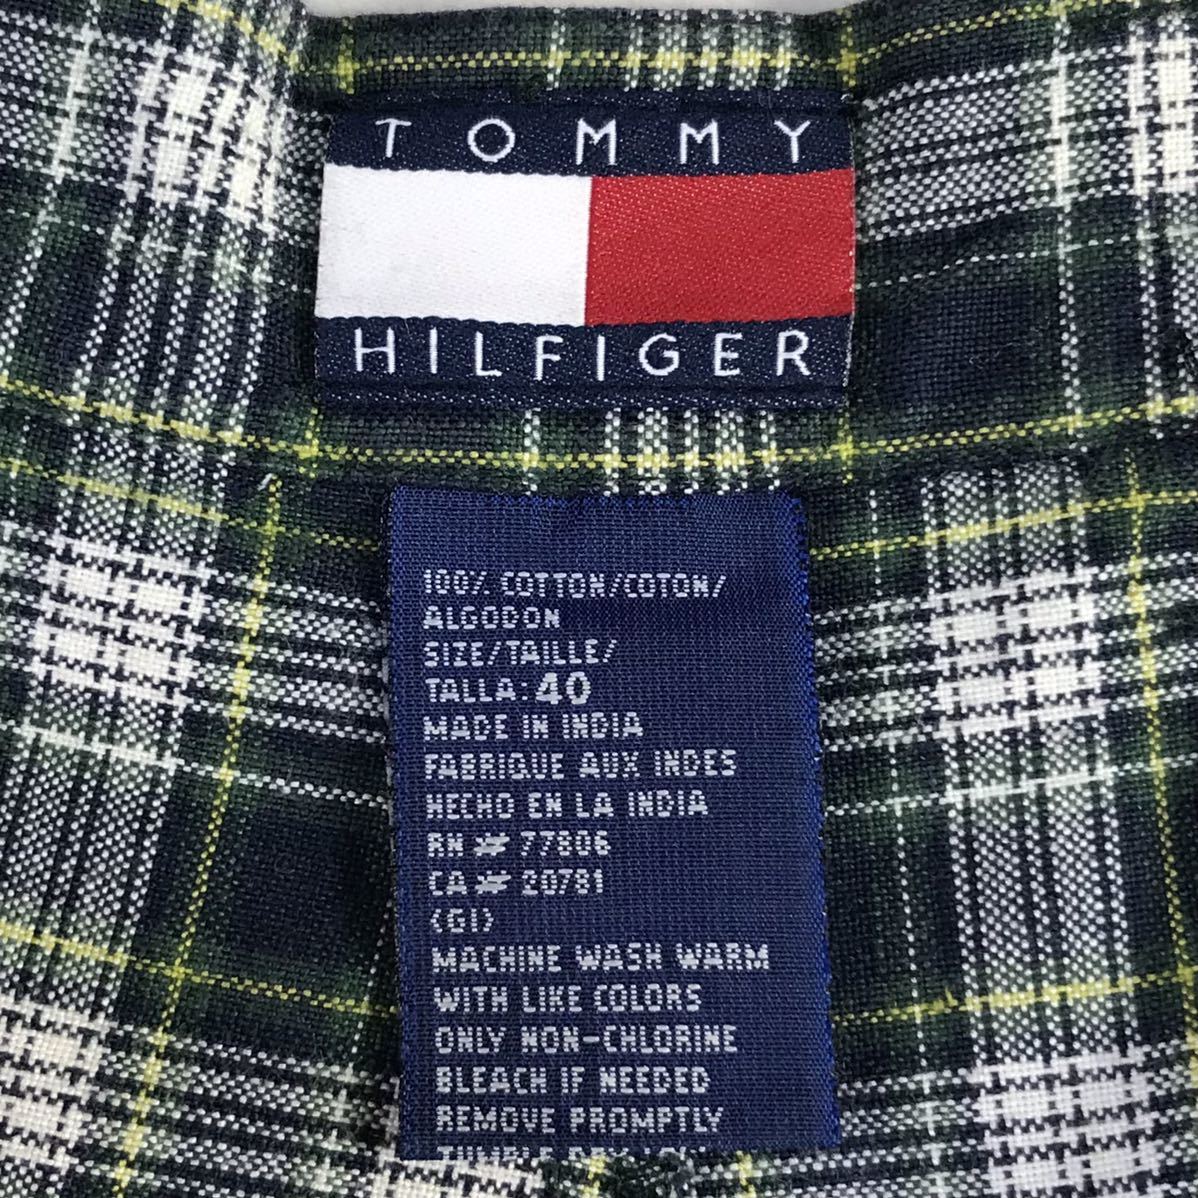 TOMMY
HILFIGER
100% COTTON/COTON/
ALGODON
SIZE/TAILLE/
TALLA: 40
MADE IN INDIA
FABRIQUE AUX INDES
HECHO EN LA INDIA
RN# 77806
CA# 20781
(GI)
MACHINE WASH WARM
WITH LIKE COLORS
ONLY NON-CHLORINE
BLEACH IF NEEDED
REMOVE PROMPTLY